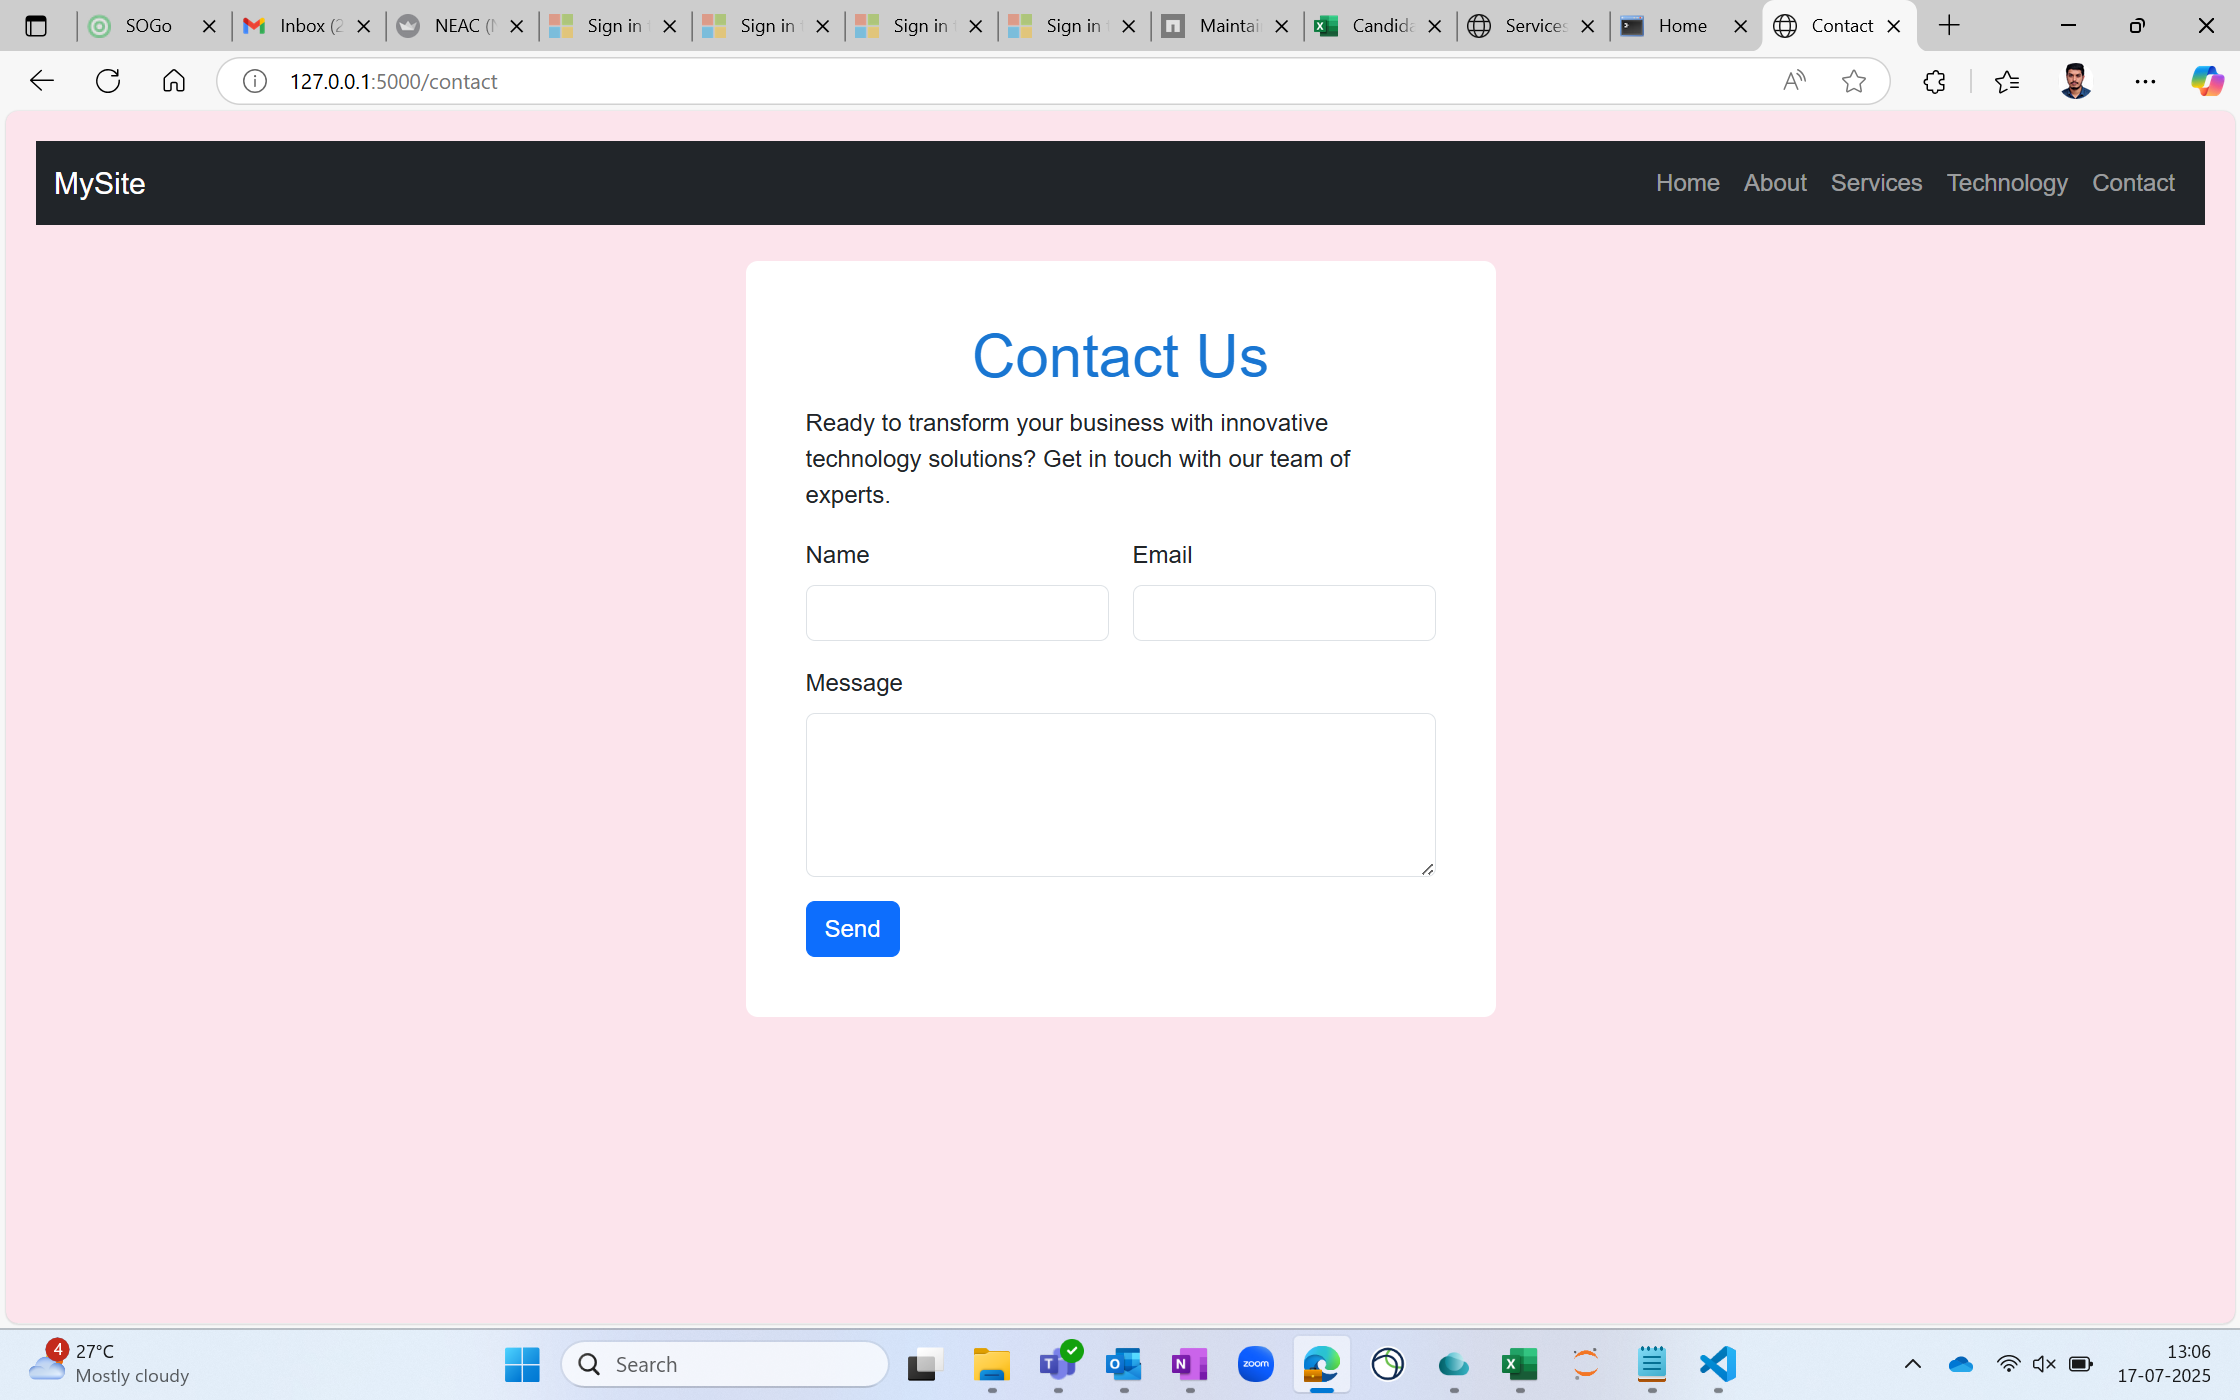 SOGo
Inbox (2
NEAC (N
Sign in t
Sign in t
Sign in t
Sign in t
Maintai
Candida
Services
Home
Contact
127.0.0.1:5000/contact
MySite
Home About Services Technology Contact
Contact Us
Ready to transform your business with innovative
technology solutions? Get in touch with our team of
experts.
Name Email
Message
Send
4
27°C
Mostly cloudy
Search
zoom
13:06
17-07-2025